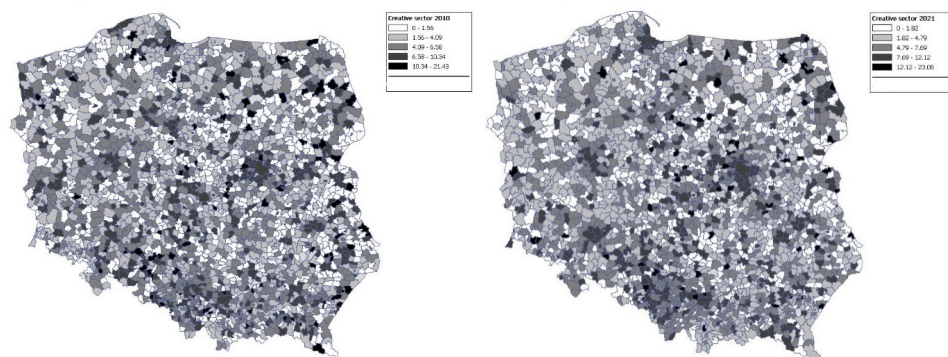 Creative sector 2010
0 - 1.56
1.56 - 4.09
4.09 - 6.58
6.58 - 10.34
10.34 - 21.43
Creative sector 2021
0 - 1.82
1.82 - 4.79
4.79 - 7.69
7.69 - 12.12
12.12 - 23.08